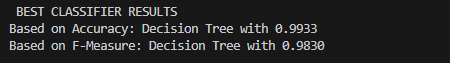 BEST CLASSIFIER RESULTS
Based on Accuracy: Decision Tree with 0.9933
Based on F-Measure: Decision Tree with 0.9830